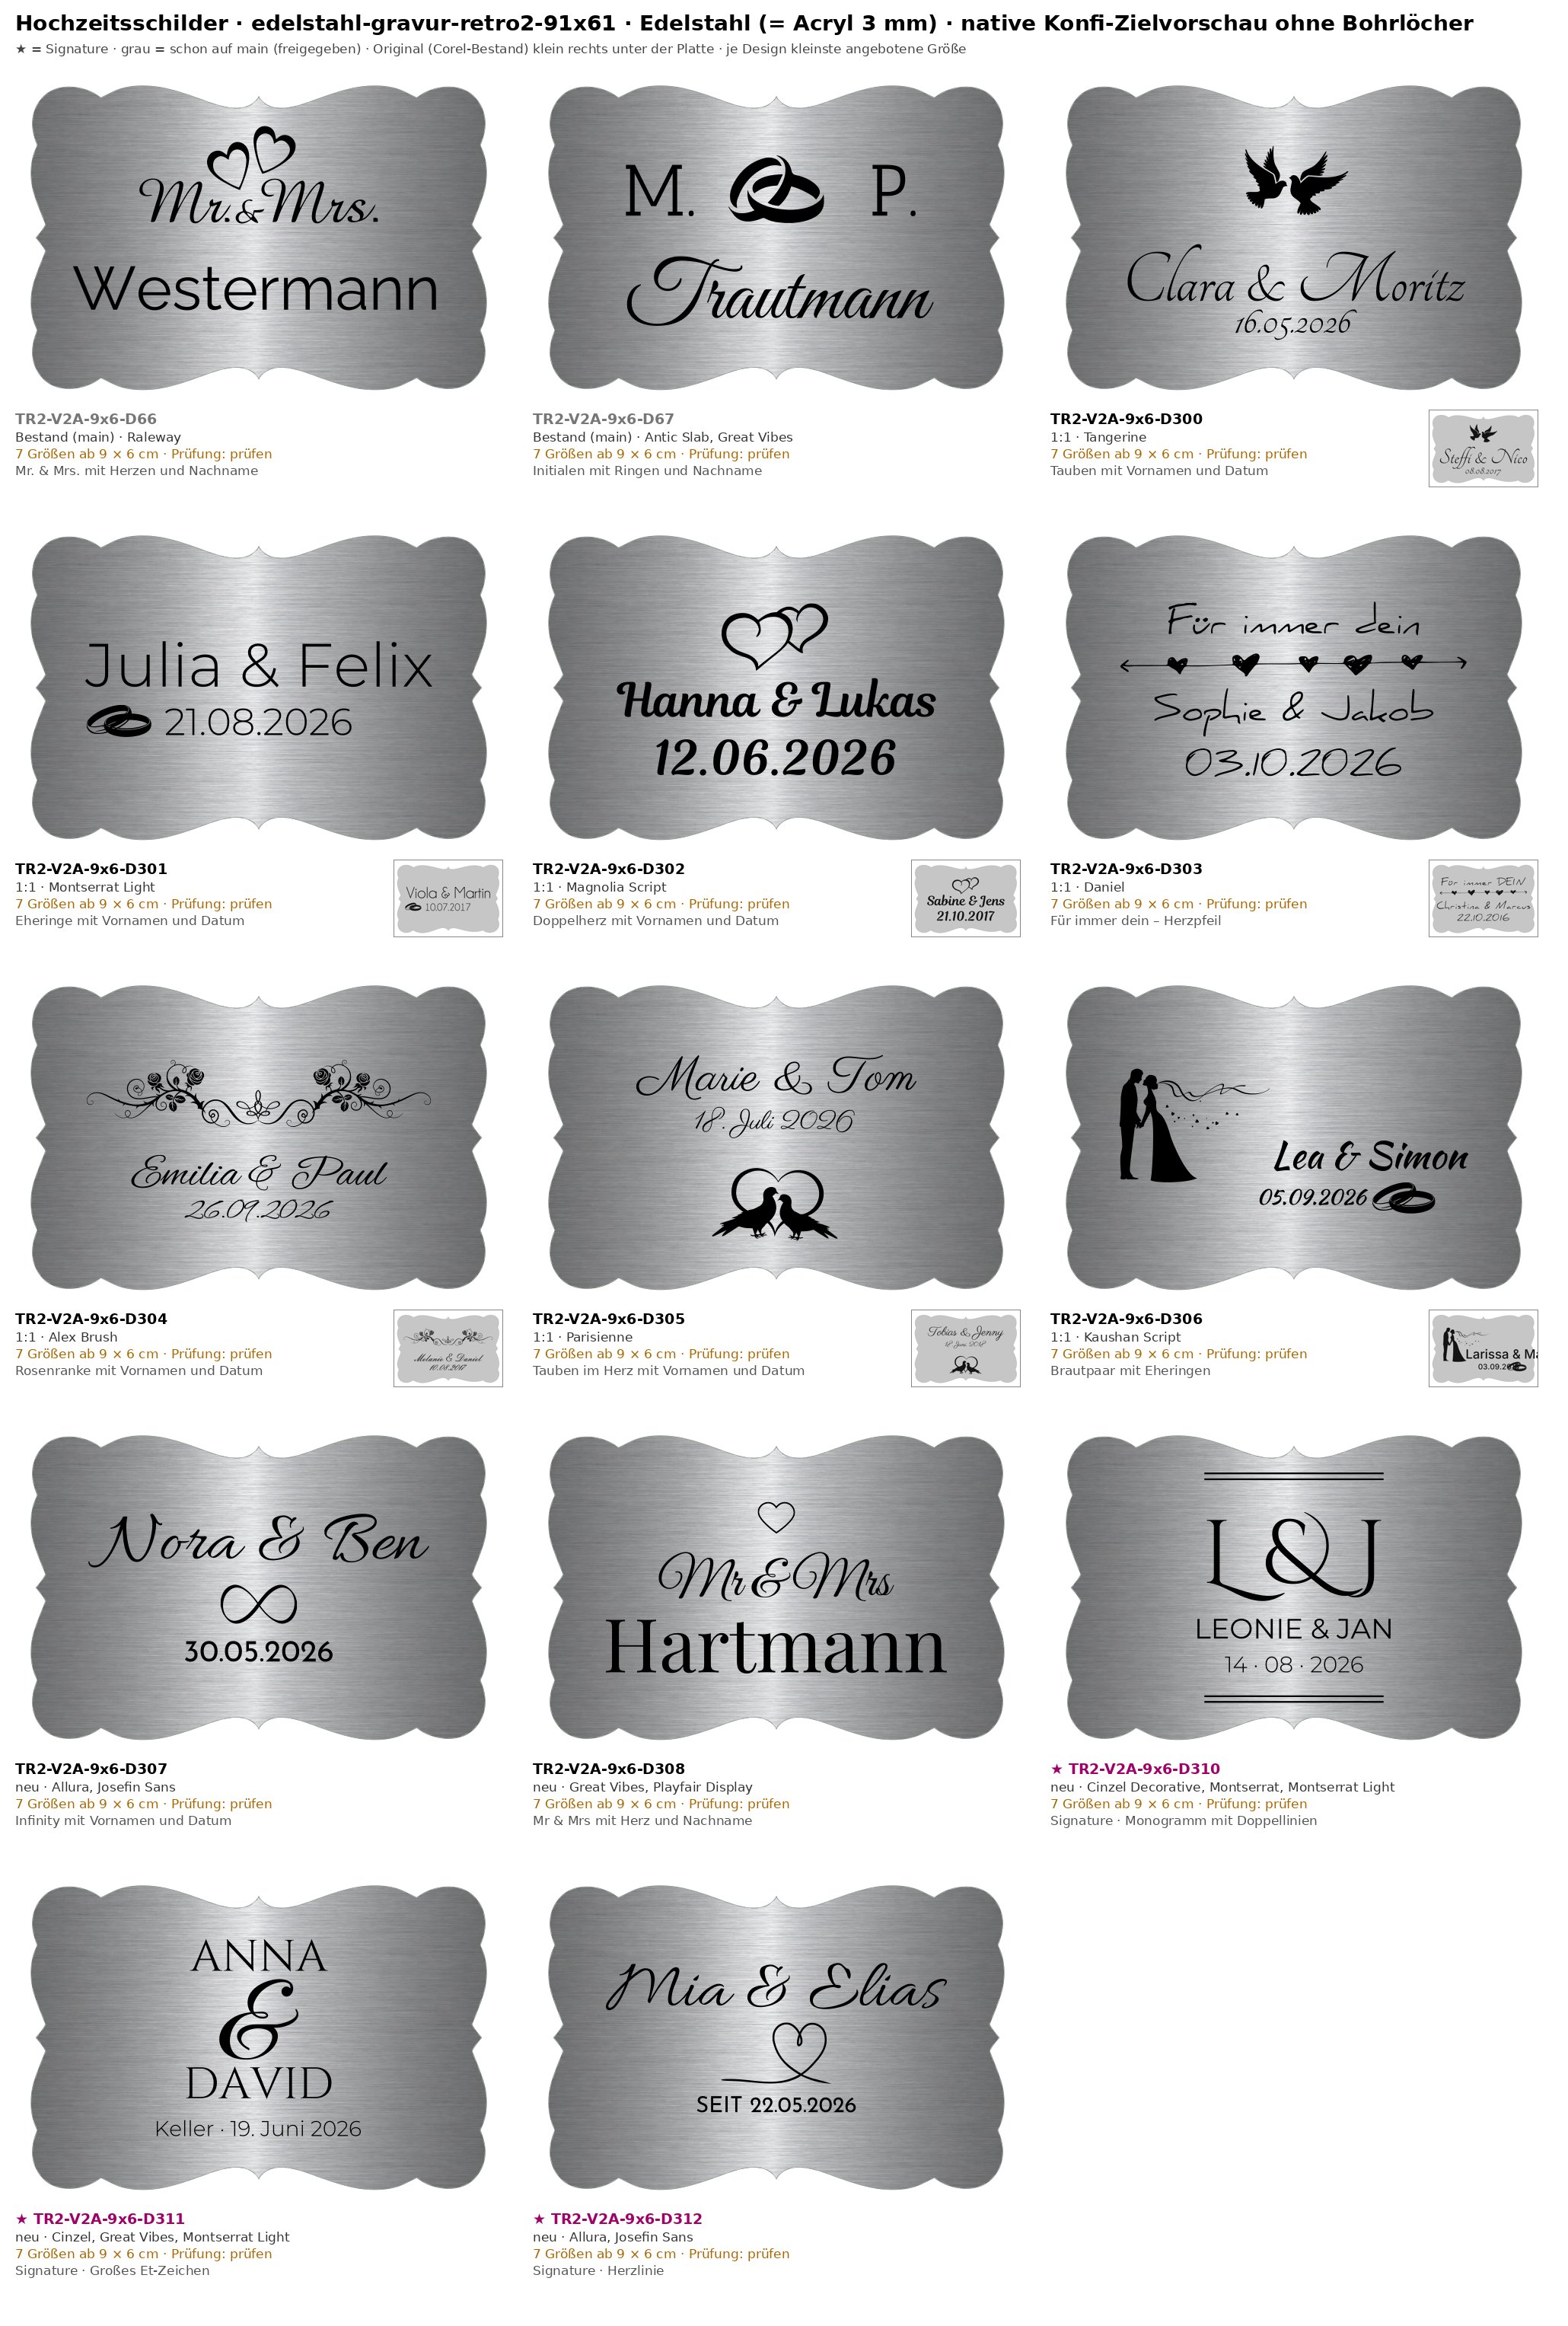 Hochzeitsschilder · edelstahl-gravur-retro2-91x61 · Edelstahl (= Acryl 3 mm) · native Konfi-Zielvorschau ohne Bohrlöcher
★ = Signature · grau = schon auf main (freigegeben) · Original (Corel-Bestand) klein rechts unter der Platte · je Design kleinste angebotene Größe
Mr.&Mrs.
Westermann
TR2-V2A-9x6-D66
Bestand (main) · Raleway
7 Größen ab 9 × 6 cm · Prüfung: prüfen
Mr. & Mrs. mit Herzen und Nachname
M. P.
Trautmann
TR2-V2A-9x6-D67
Bestand (main) · Antic Slab, Great Vibes
7 Größen ab 9 × 6 cm · Prüfung: prüfen
Initialen mit Ringen und Nachname
Clara & Moritz
16.05.2026
TR2-V2A-9x6-D300
1:1 · Tangerine
7 Größen ab 9 × 6 cm · Prüfung: prüfen
Tauben mit Vornamen und Datum
Steffi & Nico
08.08.2017
Julia & Felix
21.08.2026
TR2-V2A-9x6-D301
1:1 · Montserrat Light
7 Größen ab 9 × 6 cm · Prüfung: prüfen
Eheringe mit Vornamen und Datum
Viola & Martin
10.07.2017
Hanna & Lukas
12.06.2026
TR2-V2A-9x6-D302
1:1 · Magnolia Script
7 Größen ab 9 × 6 cm · Prüfung: prüfen
Doppelherz mit Vornamen und Datum
Sabine & Jens
21.10.2017
Für immer dein
Sophie & Jakob
03.10.2026
TR2-V2A-9x6-D303
1:1 · Daniel
7 Größen ab 9 × 6 cm · Prüfung: prüfen
Für immer dein – Herzpfeil
Für immer DEIN
Christina & Marcus
22.10.2016
Emilia & Paul
26.09.2026
TR2-V2A-9x6-D304
1:1 · Alex Brush
7 Größen ab 9 × 6 cm · Prüfung: prüfen
Rosenranke mit Vornamen und Datum
Melanie & Daniel
Marie & Tom
18. Juli 2026
TR2-V2A-9x6-D305
1:1 · Parisienne
7 Größen ab 9 × 6 cm · Prüfung: prüfen
Tauben im Herz mit Vornamen und Datum
Tobias & Jenny
Lea & Simon
05.09.2026
TR2-V2A-9x6-D306
1:1 · Kaushan Script
7 Größen ab 9 × 6 cm · Prüfung: prüfen
Brautpaar mit Eheringen
Larissa & Ma
03.09.20
Nora & Ben
30.05.2026
TR2-V2A-9x6-D307
neu · Allura, Josefin Sans
7 Größen ab 9 × 6 cm · Prüfung: prüfen
Infinity mit Vornamen und Datum
Mr & Mrs
Hartmann
TR2-V2A-9x6-D308
neu · Great Vibes, Playfair Display
7 Größen ab 9 × 6 cm · Prüfung: prüfen
Mr & Mrs mit Herz und Nachname
L&J
LEONIE & JAN
14 · 08 · 2026
★ TR2-V2A-9x6-D310
neu · Cinzel Decorative, Montserrat, Montserrat Light
7 Größen ab 9 × 6 cm · Prüfung: prüfen
Signature · Monogramm mit Doppellinien
ANNA
&
DAVID
Keller · 19. Juni 2026
★ TR2-V2A-9x6-D311
neu · Cinzel, Great Vibes, Montserrat Light
7 Größen ab 9 × 6 cm · Prüfung: prüfen
Signature · Großes Et-Zeichen
Mia & Elias
SEIT 22.05.2026
★ TR2-V2A-9x6-D312
neu · Allura, Josefin Sans
7 Größen ab 9 × 6 cm · Prüfung: prüfen
Signature · Herzlinie